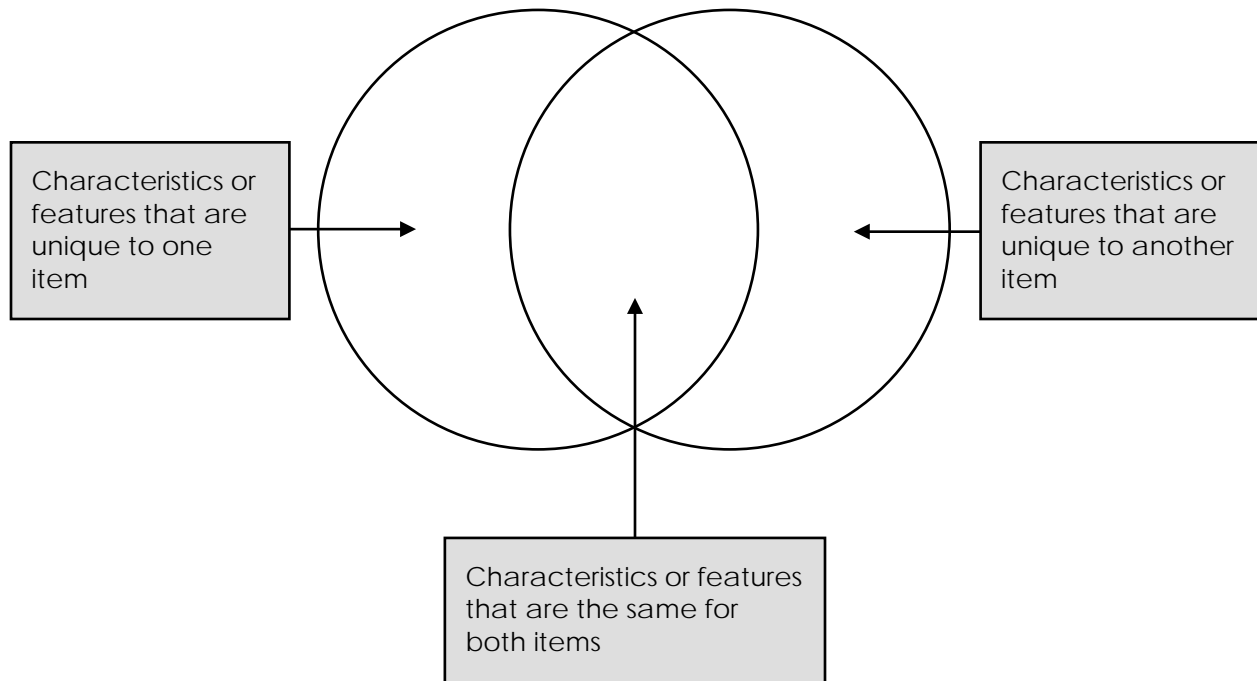 Characteristics or
features that are
unique to one
item
Characteristics or
features that are
unique to another
item
Characteristics or features
that are the same for
both items